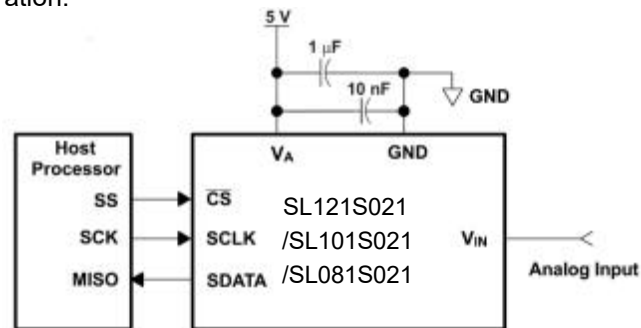 ation.
5 V
1 µF
10 nF
GND
Host
Processor
VA
GND
SS
CS
SL121S021
SCK
SCLK
/SL101S021
VIN
MISO
SDATA
/SL081S021
Analog Input